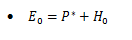 • E₀ = P* + H₀